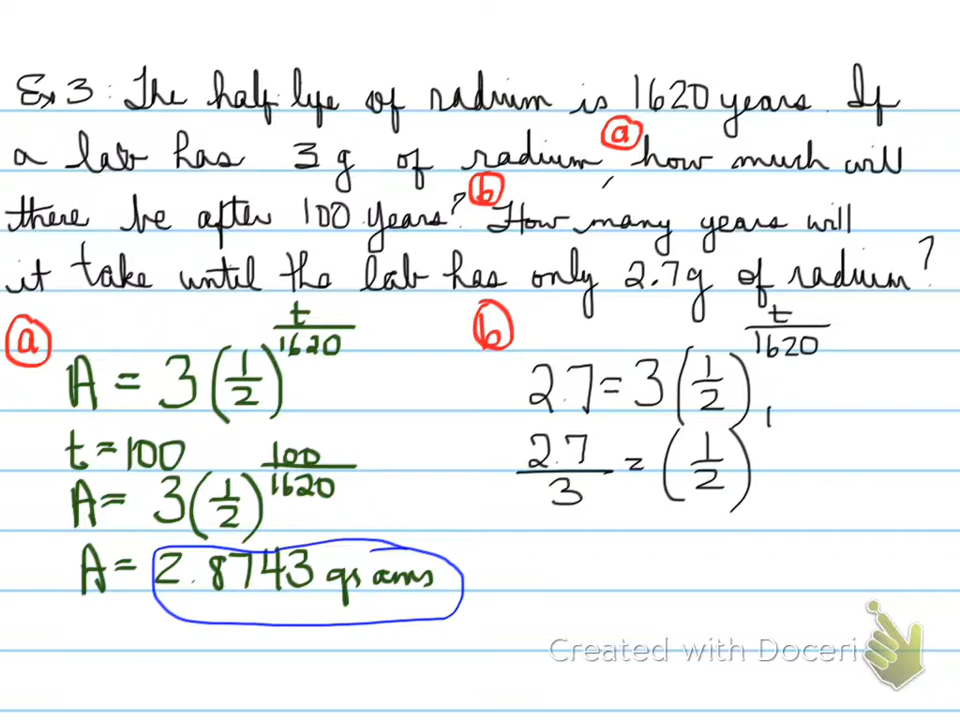 Ex 3: The half life of radium is 1620 years. If
a lab has 3 g of radium, (a) how much will
there be after 100 years? (b) How many years will
it take until the lab has only 2.7g of radium?
(a)
A = 3(1/2)^(t/1620)
t = 100
A = 3(1/2)^(100/1620)
A = 2.8743 grams
(b)
2.7 = 3(1/2)^(t/1620)
2.7/3 = (1/2)
Created with Doceri